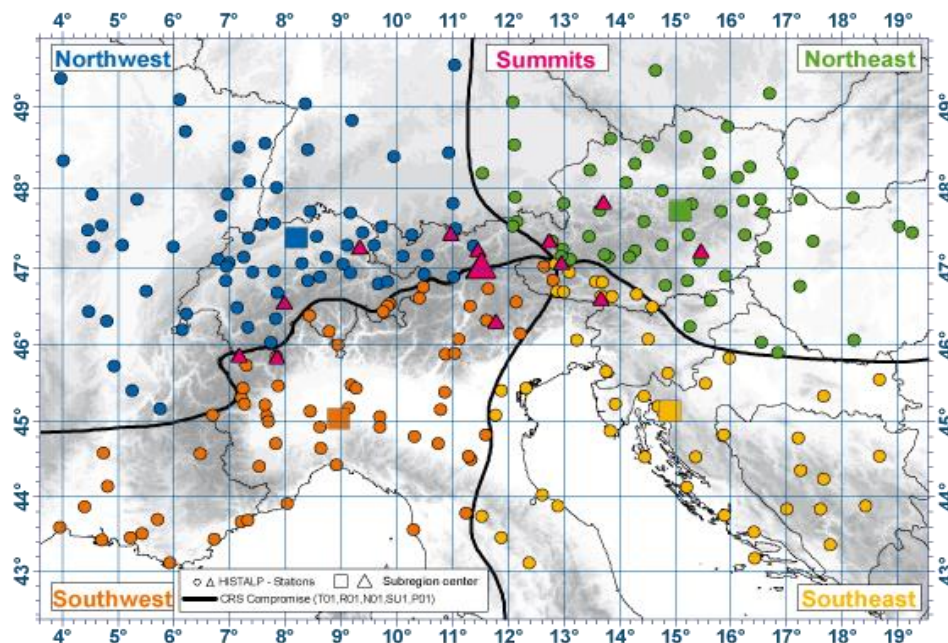 4° 5° 6° 7° 8° 9° 10° 11° 12° 13° 14° 15° 16° 17° 18° 19°
Northwest Summits Northeast
49° 49°
48° 48°
47° 47°
46° 46°
45° 45°
44° 44°
43° 43°
HISTALP - Stations Subregion center
CRS Compromise (T01,R01,N01,SU1,P01)
Southwest Southeast
4° 5° 6° 7° 8° 9° 10° 11° 12° 13° 14° 15° 16° 17° 18° 19°